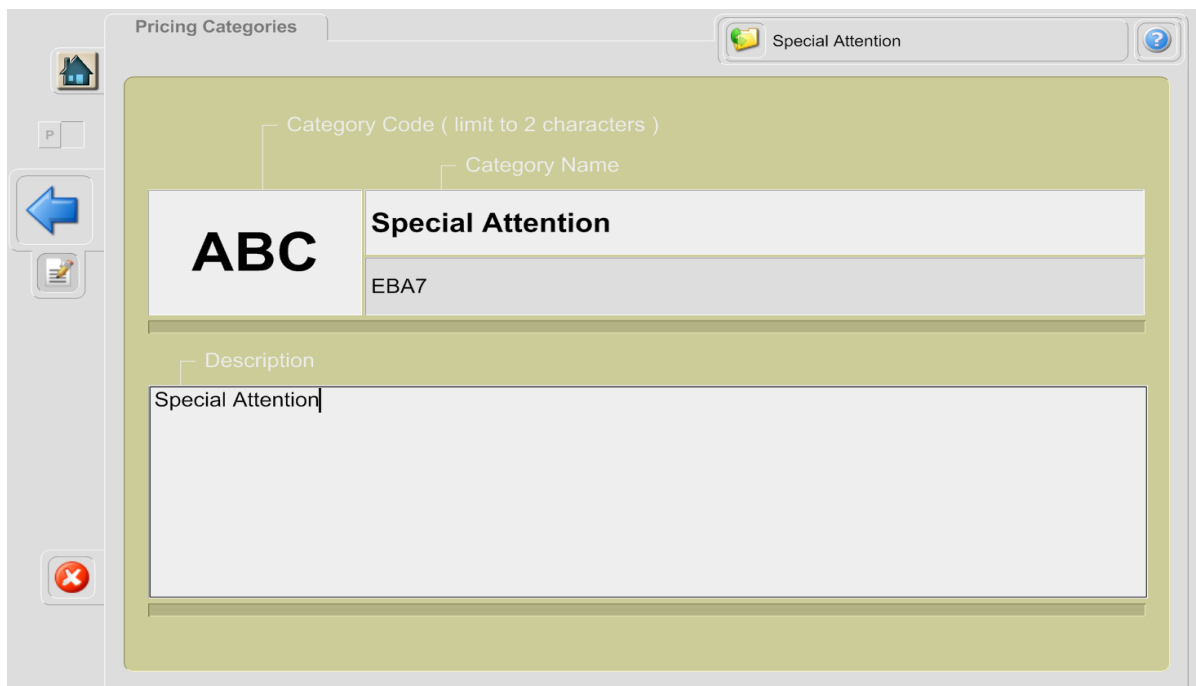 Pricing Categories
Special Attention
?
P
Category Code ( limit to 2 characters )
Category Name
ABC
Special Attention
EBA7
Description
Special Attention